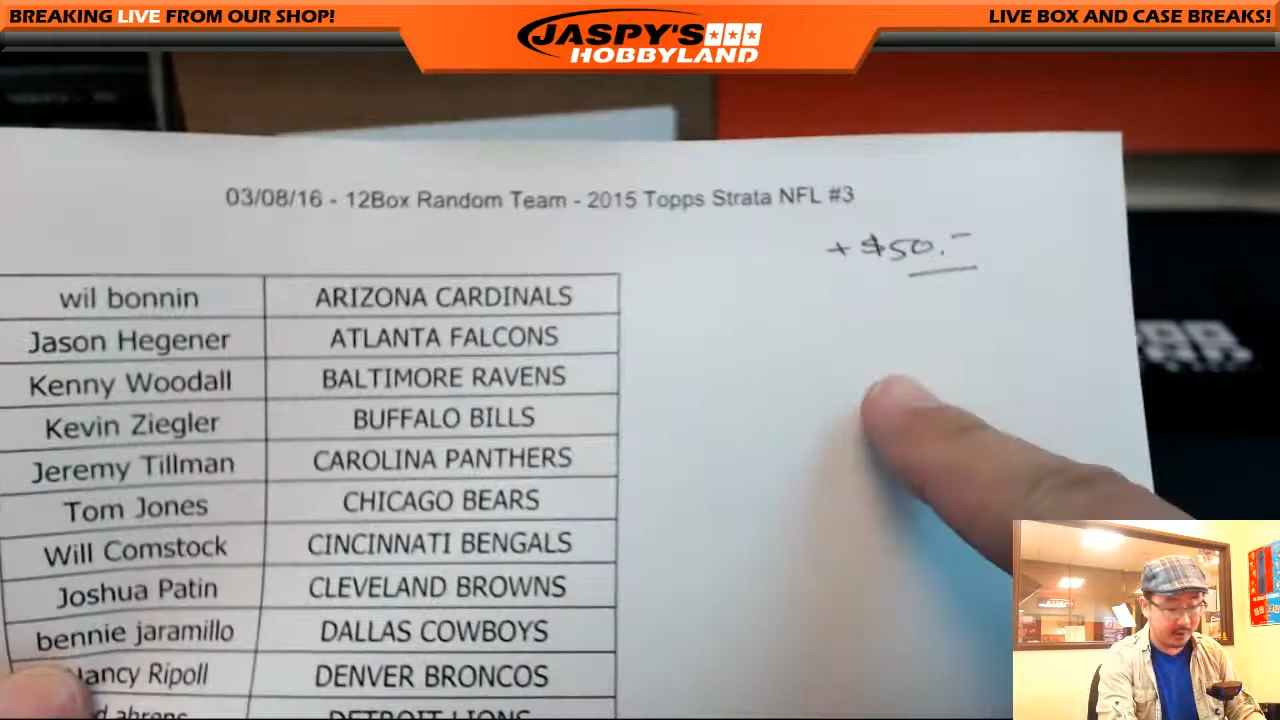 BREAKING LIVE FROM OUR SHOP!
JASPY'S
HOBBYLAND
LIVE BOX AND CASE BREAKS!
03/08/16 - 12Box Random Team - 2015 Topps Strata NFL #3
+ $50.-
wil bonnin ARIZONA CARDINALS
Jason Hegener ATLANTA FALCONS
Kenny Woodall BALTIMORE RAVENS
Kevin Ziegler BUFFALO BILLS
Jeremy Tillman CAROLINA PANTHERS
Tom Jones CHICAGO BEARS
Will Comstock CINCINNATI BENGALS
Joshua Patin CLEVELAND BROWNS
bennie jaramillo DALLAS COWBOYS
Ripoll DENVER BRONCOS
DETROIT LIONS